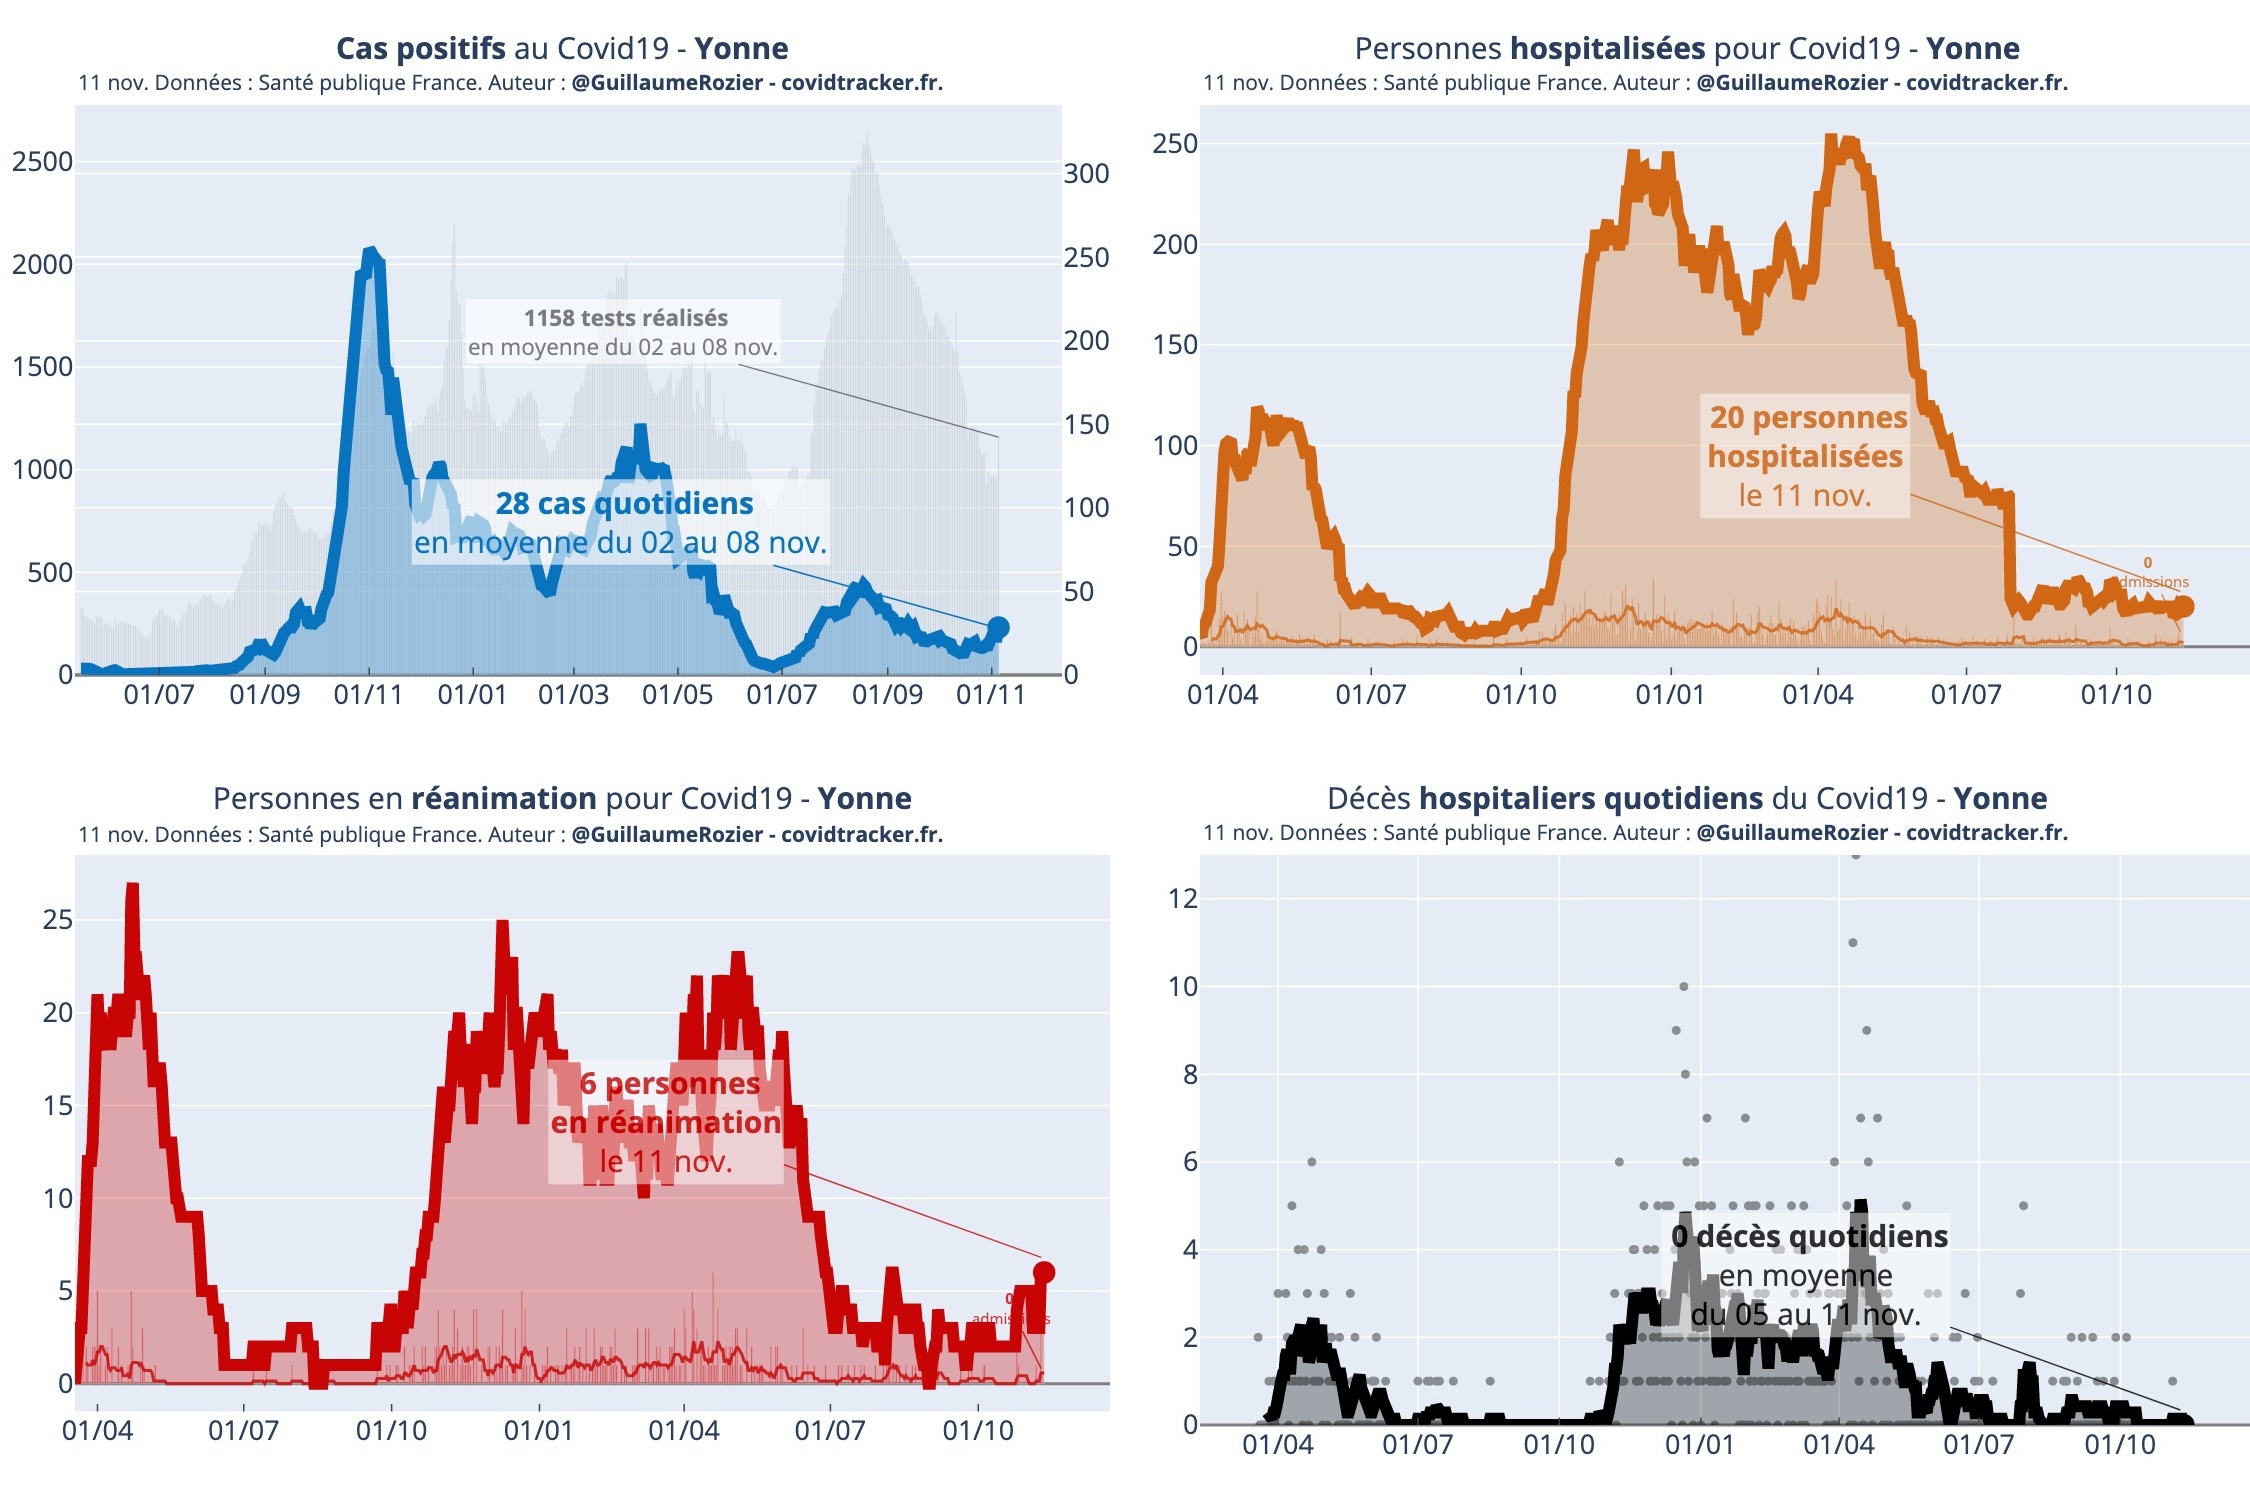 Cas positifs au Covid19 - Yonne
11 nov. Données : Santé publique France. Auteur : @GuillaumeRozier - covidtracker.fr.
2500
2000
1500
1000
500
0
300
250
200
150
100
50
0
1158 tests réalisés
en moyenne du 02 au 08 nov.
28 cas quotidiens
en moyenne du 02 au 08 nov.
01/07 01/09 01/11 01/01 01/03 01/05 01/07 01/09 01/11
Personnes hospitalisées pour Covid19 - Yonne
11 nov. Données : Santé publique France. Auteur : @GuillaumeRozier - covidtracker.fr.
250
200
150
100
50
0
20 personnes
hospitalisées
le 11 nov.
0
admissions
01/04 01/07 01/10 01/01 01/04 01/07 01/10
Personnes en réanimation pour Covid19 - Yonne
11 nov. Données : Santé publique France. Auteur : @GuillaumeRozier - covidtracker.fr.
25
20
15
10
5
0
6 personnes
en réanimation
le 11 nov.
0
admissions
01/04 01/07 01/10 01/01 01/04 01/07 01/10
Décès hospitaliers quotidiens du Covid19 - Yonne
11 nov. Données : Santé publique France. Auteur : @GuillaumeRozier - covidtracker.fr.
12
10
8
6
4
2
0
0 décès quotidiens
en moyenne
du 05 au 11 nov.
01/04 01/07 01/10 01/01 01/04 01/07 01/10